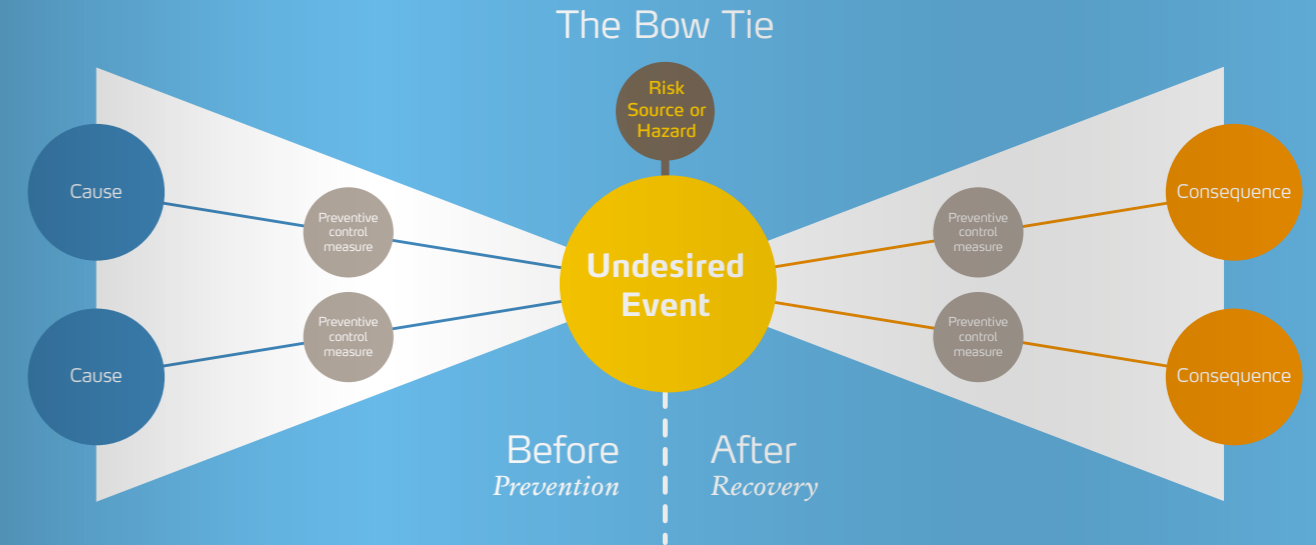 The Bow Tie
Risk
Source or
Hazard
Cause
Preventive
control
measure
Undesired
Event
Preventive
control
measure
Consequence
Cause
Preventive
control
measure
Preventive
control
measure
Consequence
Before
Prevention
After
Recovery